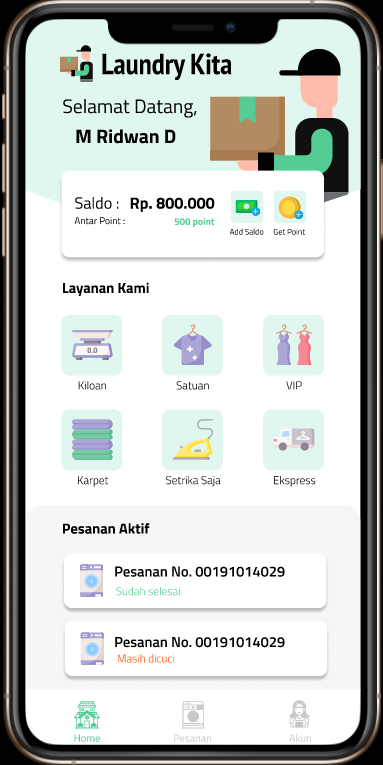 Laundry Kita
Selamat Datang,
M Ridwan D
Saldo : Rp. 800.000
Antar Point : 500 point
Add Saldo Get Point
Layanan Kami
0.0
Kiloan Satuan VIP
Karpet Setrika Saja Ekspress
Pesanan Aktif
Pesanan No. 00191014029
Sudah selesai
Pesanan No. 00191014029
Masih dicuci
Home Pesanan Akun